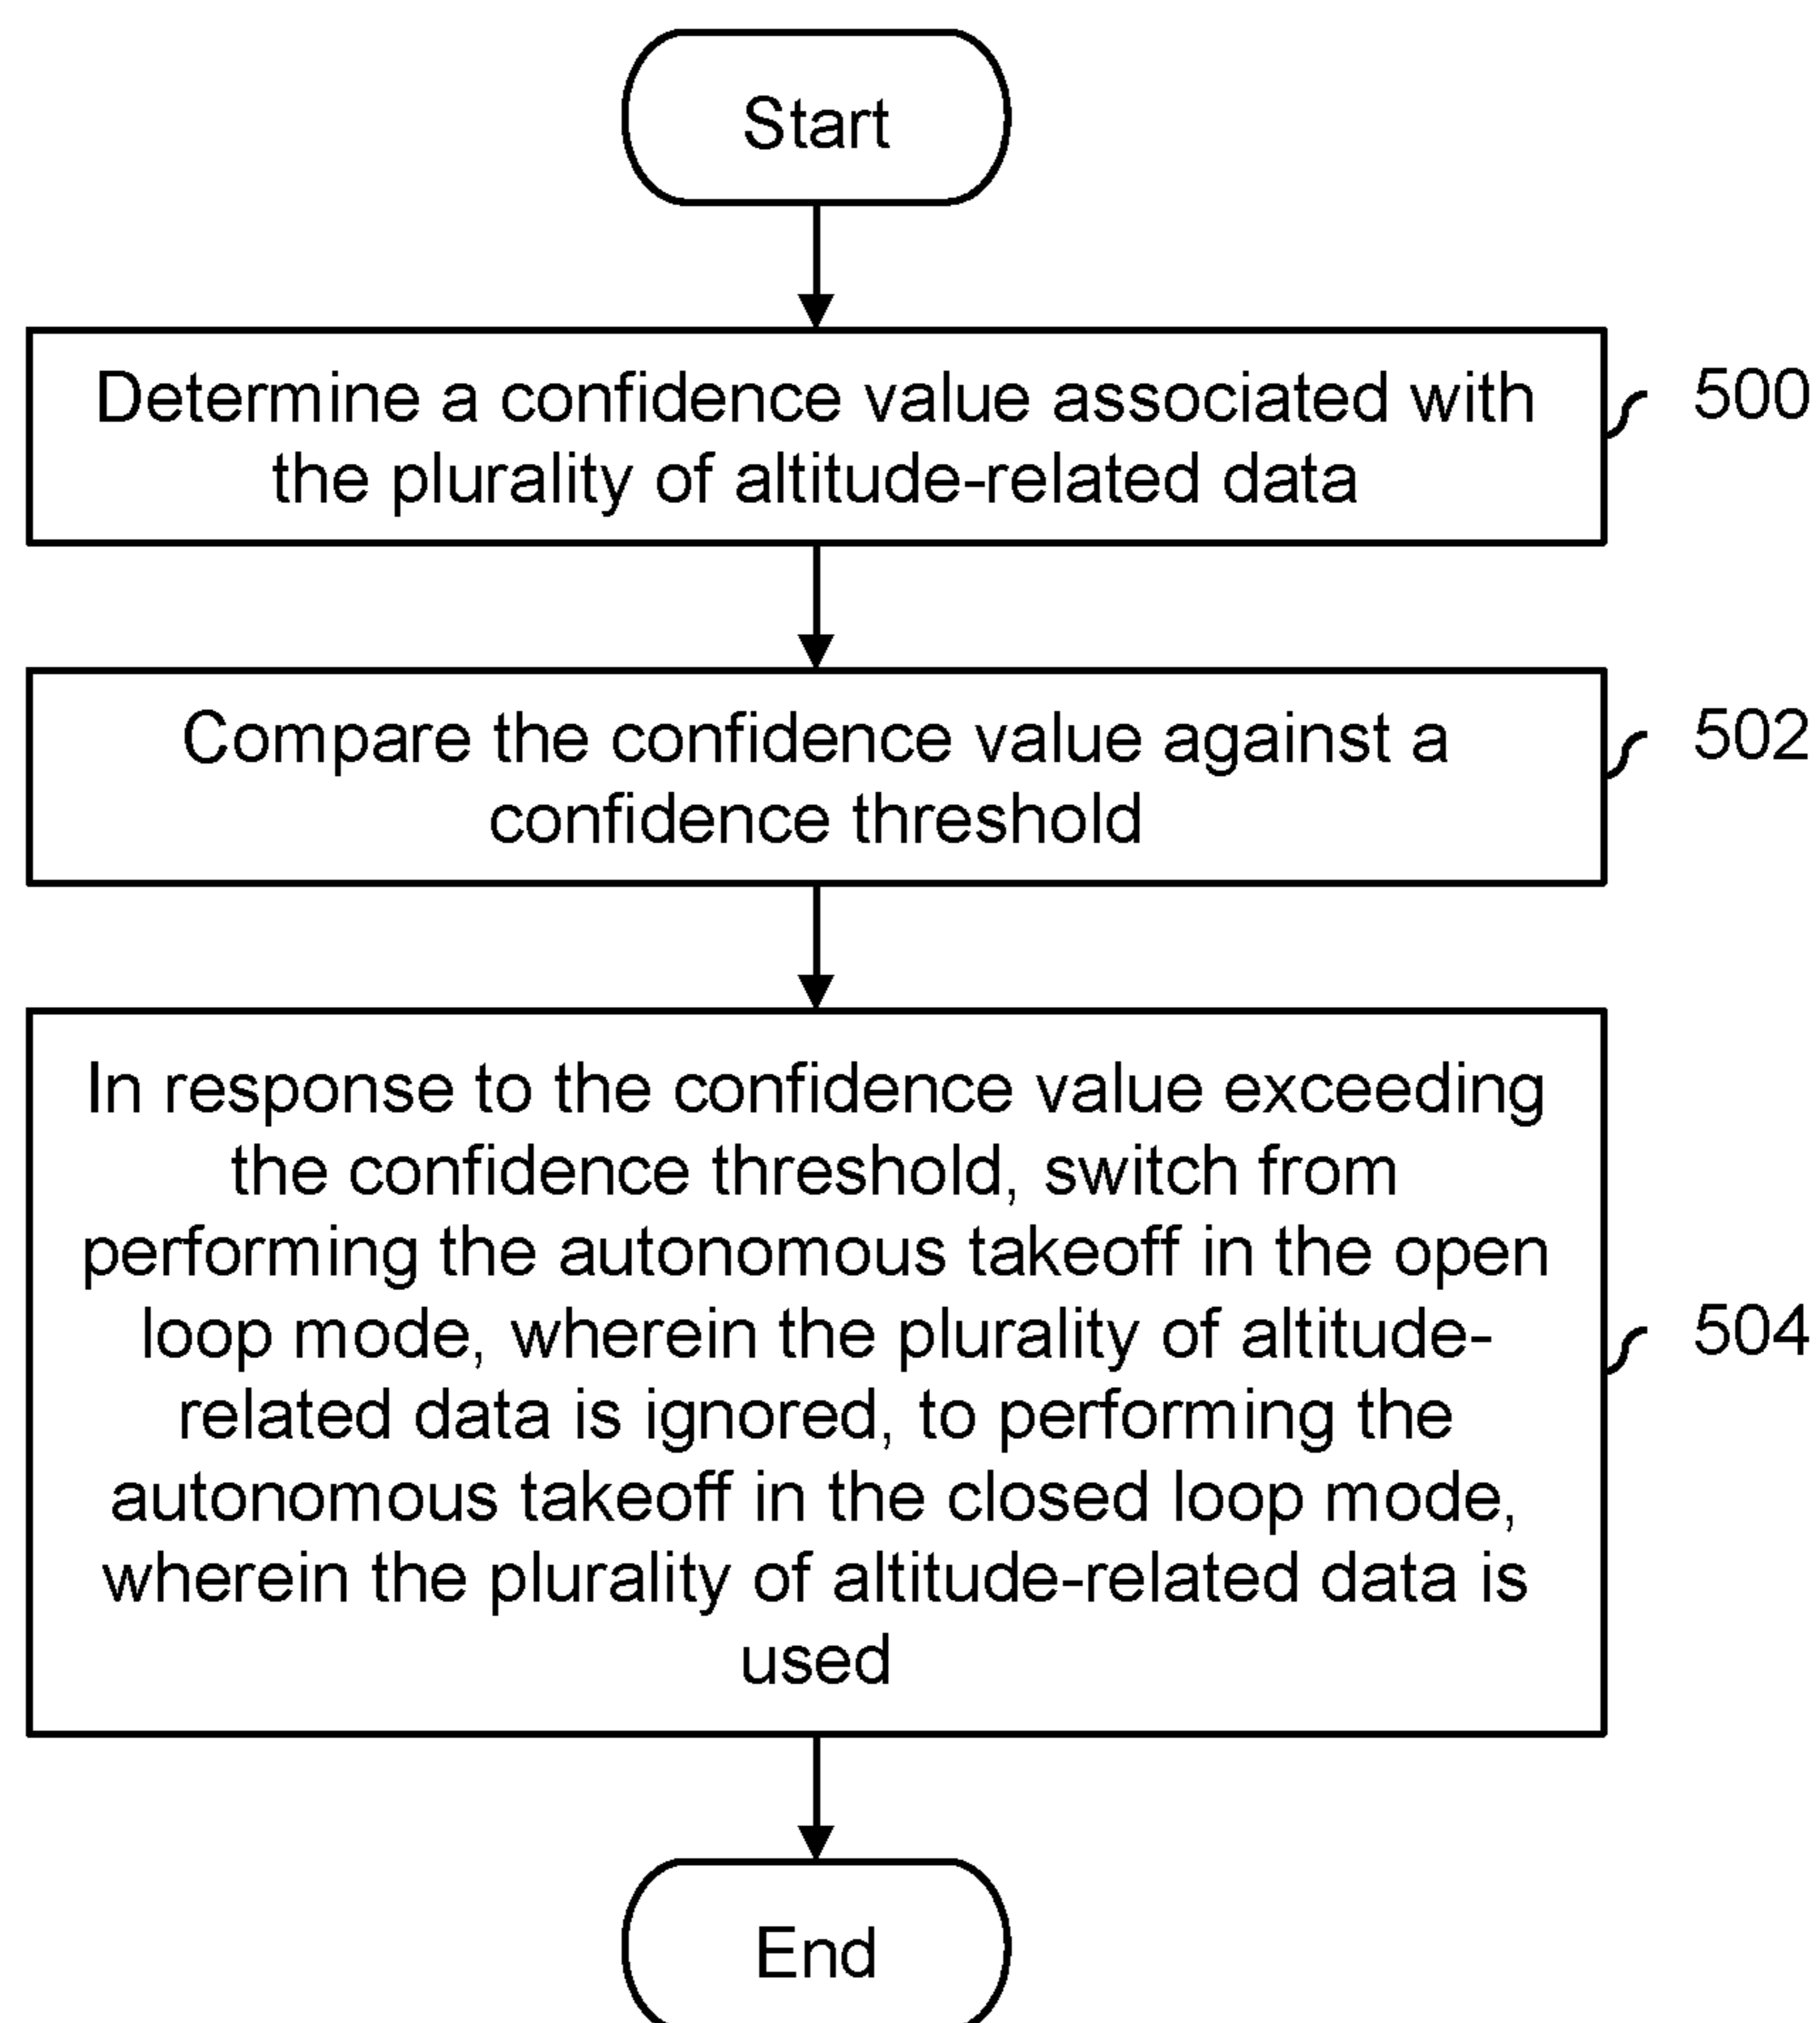 Start
Determine a confidence value associated with
the plurality of altitude-related data
500
Compare the confidence value against a
confidence threshold
502
In response to the confidence value exceeding
the confidence threshold, switch from
performing the autonomous takeoff in the open
loop mode, wherein the plurality of altitude-
related data is ignored, to performing the
autonomous takeoff in the closed loop mode,
wherein the plurality of altitude-related data is
used
504
End